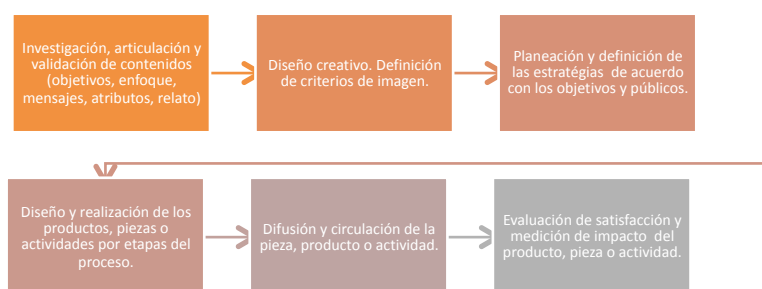 Investigación, articulación y
validación de contenidos
(objetivos, enfoque,
mensajes, atributos, relato)
Diseño creativo. Definición
de criterios de imagen.
Planeación y definición de
las estratégias de acuerdo
con los objetivos y públicos.
Diseño y realización de los
productos, piezas o
actividades por etapas del
proceso.
Difusión y circulación de la
pieza, producto o actividad.
Evaluación de satisfacción y
medición de impacto del
producto, pieza o actividad.